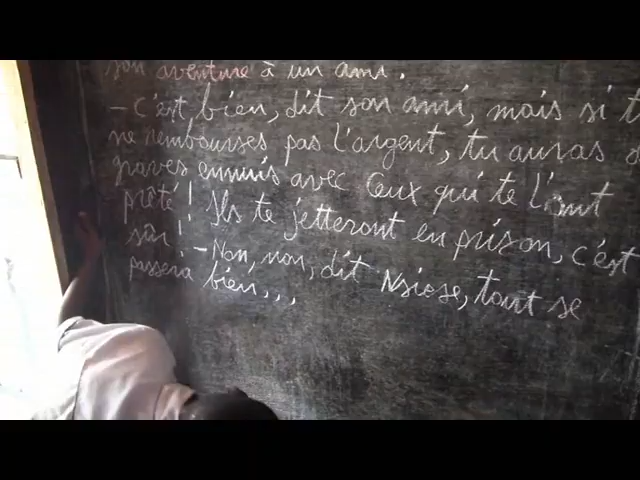 son aventure à un ami.
- C'est bien, dit son ami, mais si t
ne rembourses pas l'argent, tu auras d
graves ennuis avec ceux qui te l'ont
prêté ! Ils te jetteront en prison, c'est
sûr ! - Non, non, dit Nsiese, tout se
passera bien,,,